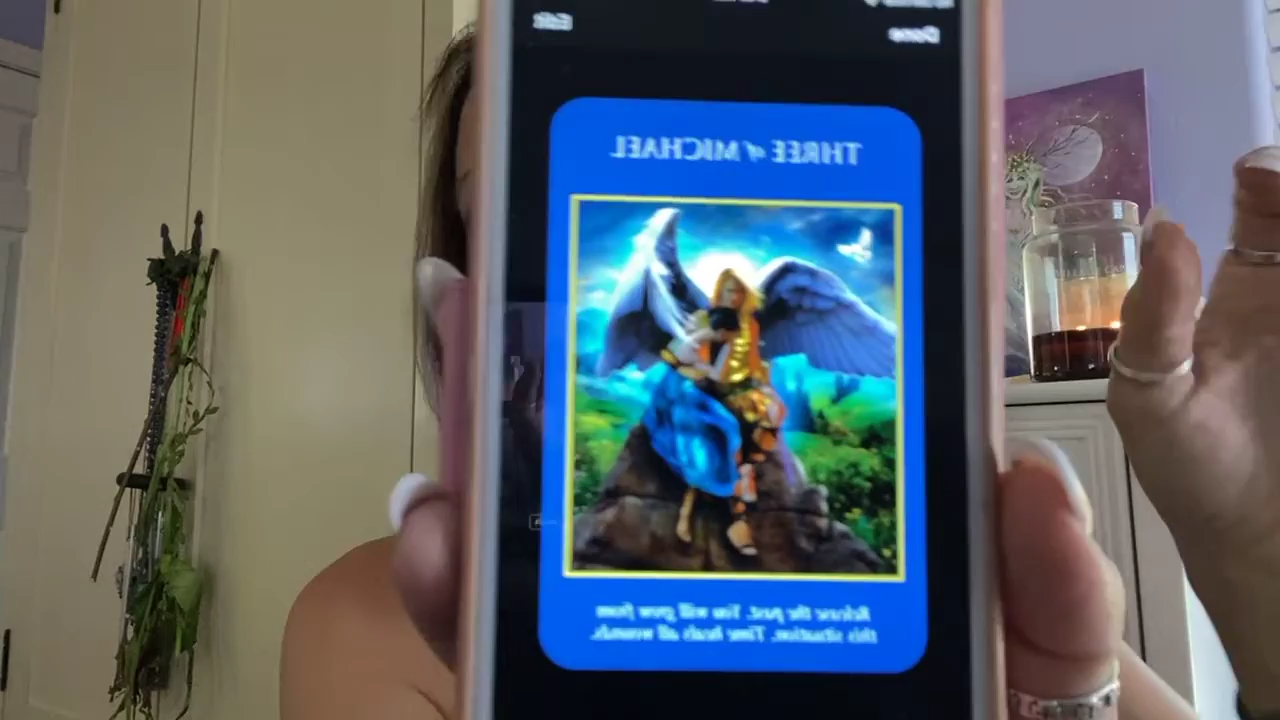 Edit
Done
THREE of MICHAEL
Release the past. You will grow from
this situation. Time heals all wounds.